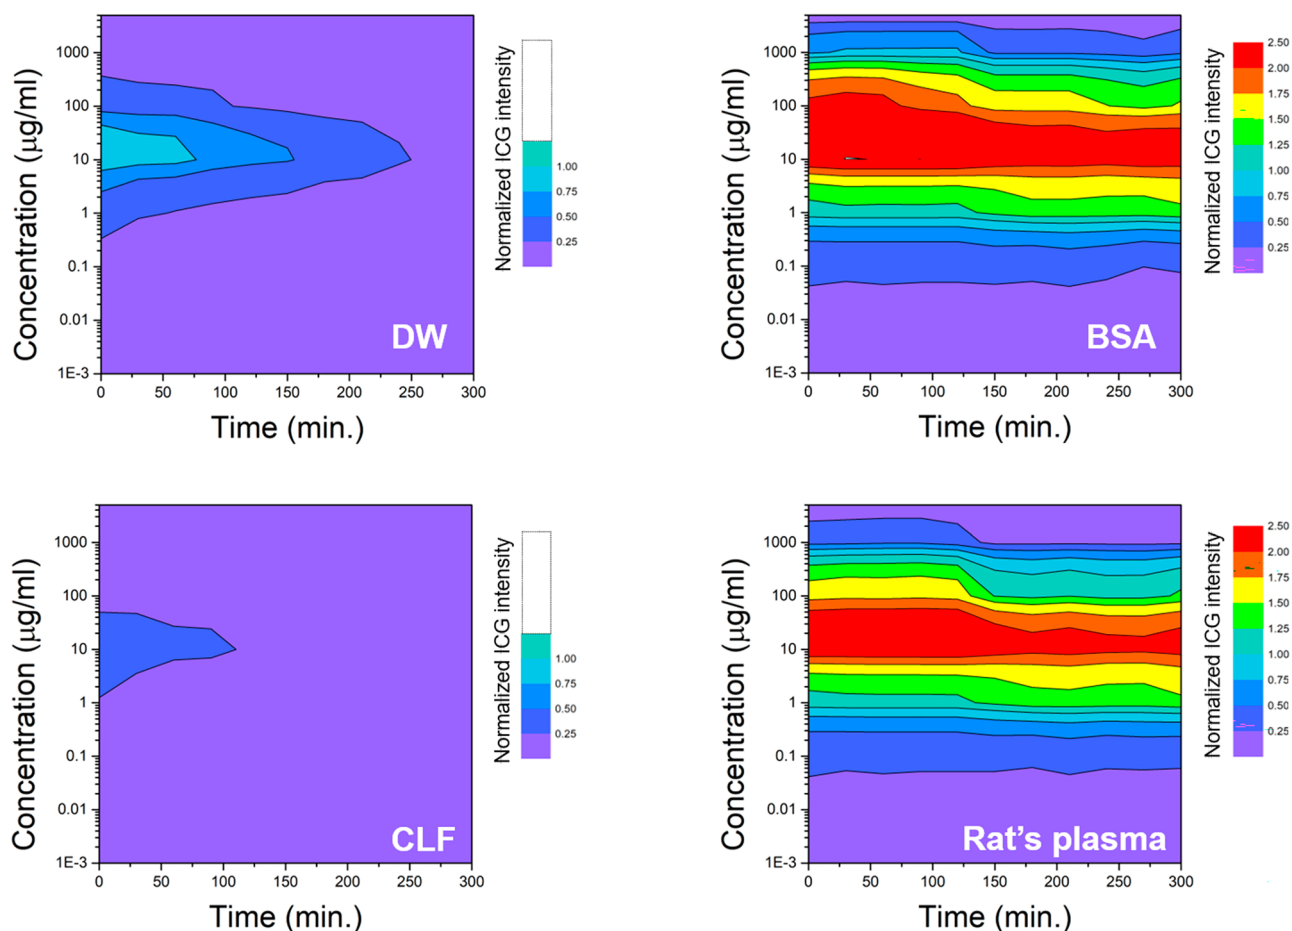 Concentration (μg/ml)
1000
100
10
1
0.1
0.01
1E-3
0 50 100 150 200 250 300
Time (min.)
DW
Normalized ICG intensity
1.00
0.75
0.50
0.25
Concentration (μg/ml)
1000
100
10
1
0.1
0.01
1E-3
0 50 100 150 200 250 300
Time (min.)
BSA
Normalized ICG intensity
2.50
2.00
1.75
1.50
1.25
1.00
0.75
0.50
0.25
Concentration (μg/ml)
1000
100
10
1
0.1
0.01
1E-3
0 50 100 150 200 250 300
Time (min.)
CLF
Normalized ICG intensity
1.00
0.75
0.50
0.25
Concentration (μg/ml)
1000
100
10
1
0.1
0.01
1E-3
0 50 100 150 200 250 300
Time (min.)
Rat's plasma
Normalized ICG intensity
2.50
2.00
1.75
1.50
1.25
1.00
0.75
0.50
0.25